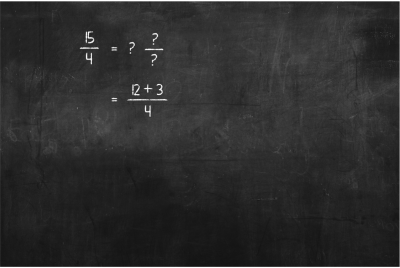 15/4 = ? ?/?
= (12 + 3)/4